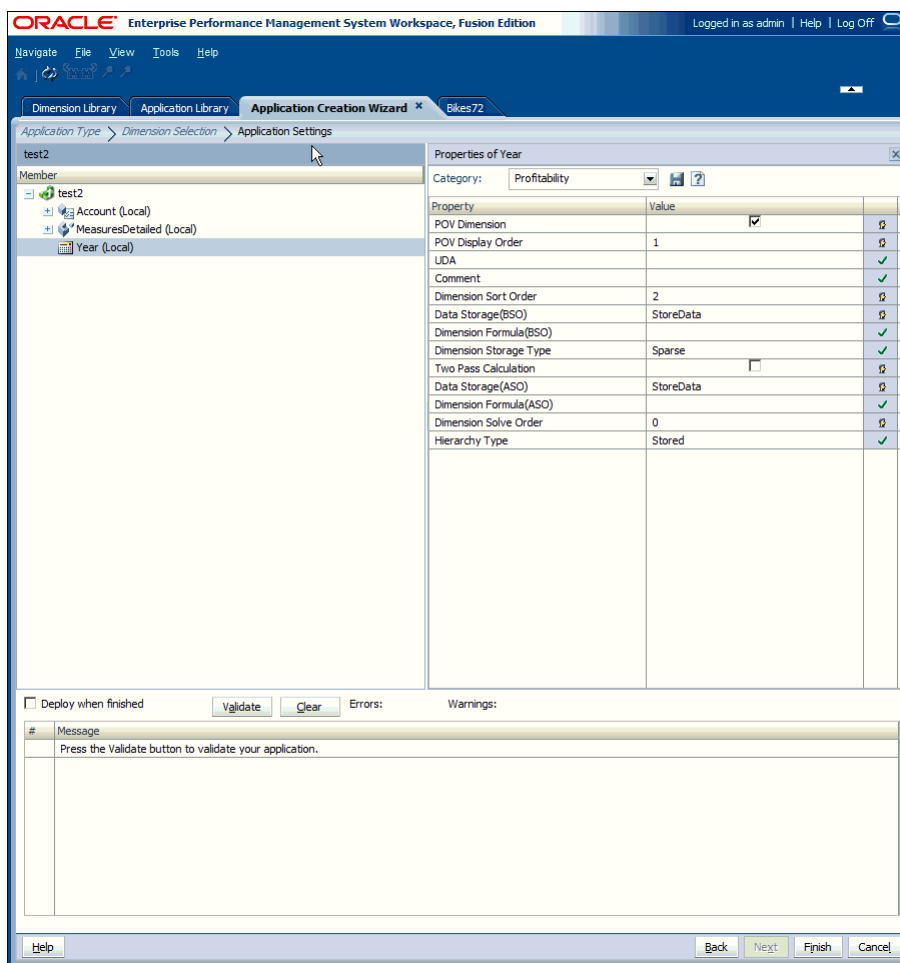 ORACLE Enterprise Performance Management System Workspace, Fusion Edition Logged in as admin | Help | Log Off
Navigate File View Tools Help
Dimension Library Application Library Application Creation Wizard × Bikes72
Application Type > Dimension Selection > Application Settings
test2
Properties of Year
Member
Category: Profitability
test2
Account (Local)
MeasuresDetailed (Local)
Year (Local)
Property Value
POV Dimension
POV Display Order 1
UDA
Comment
Dimension Sort Order 2
Data Storage(BSO) StoreData
Dimension Formula(BSO)
Dimension Storage Type Sparse
Two Pass Calculation
Data Storage(ASO) StoreData
Dimension Formula(ASO)
Dimension Solve Order 0
Hierarchy Type Stored
Deploy when finished Validate Clear Errors: Warnings:
# Message
Press the Validate button to validate your application.
Help Back Next Finish Cancel